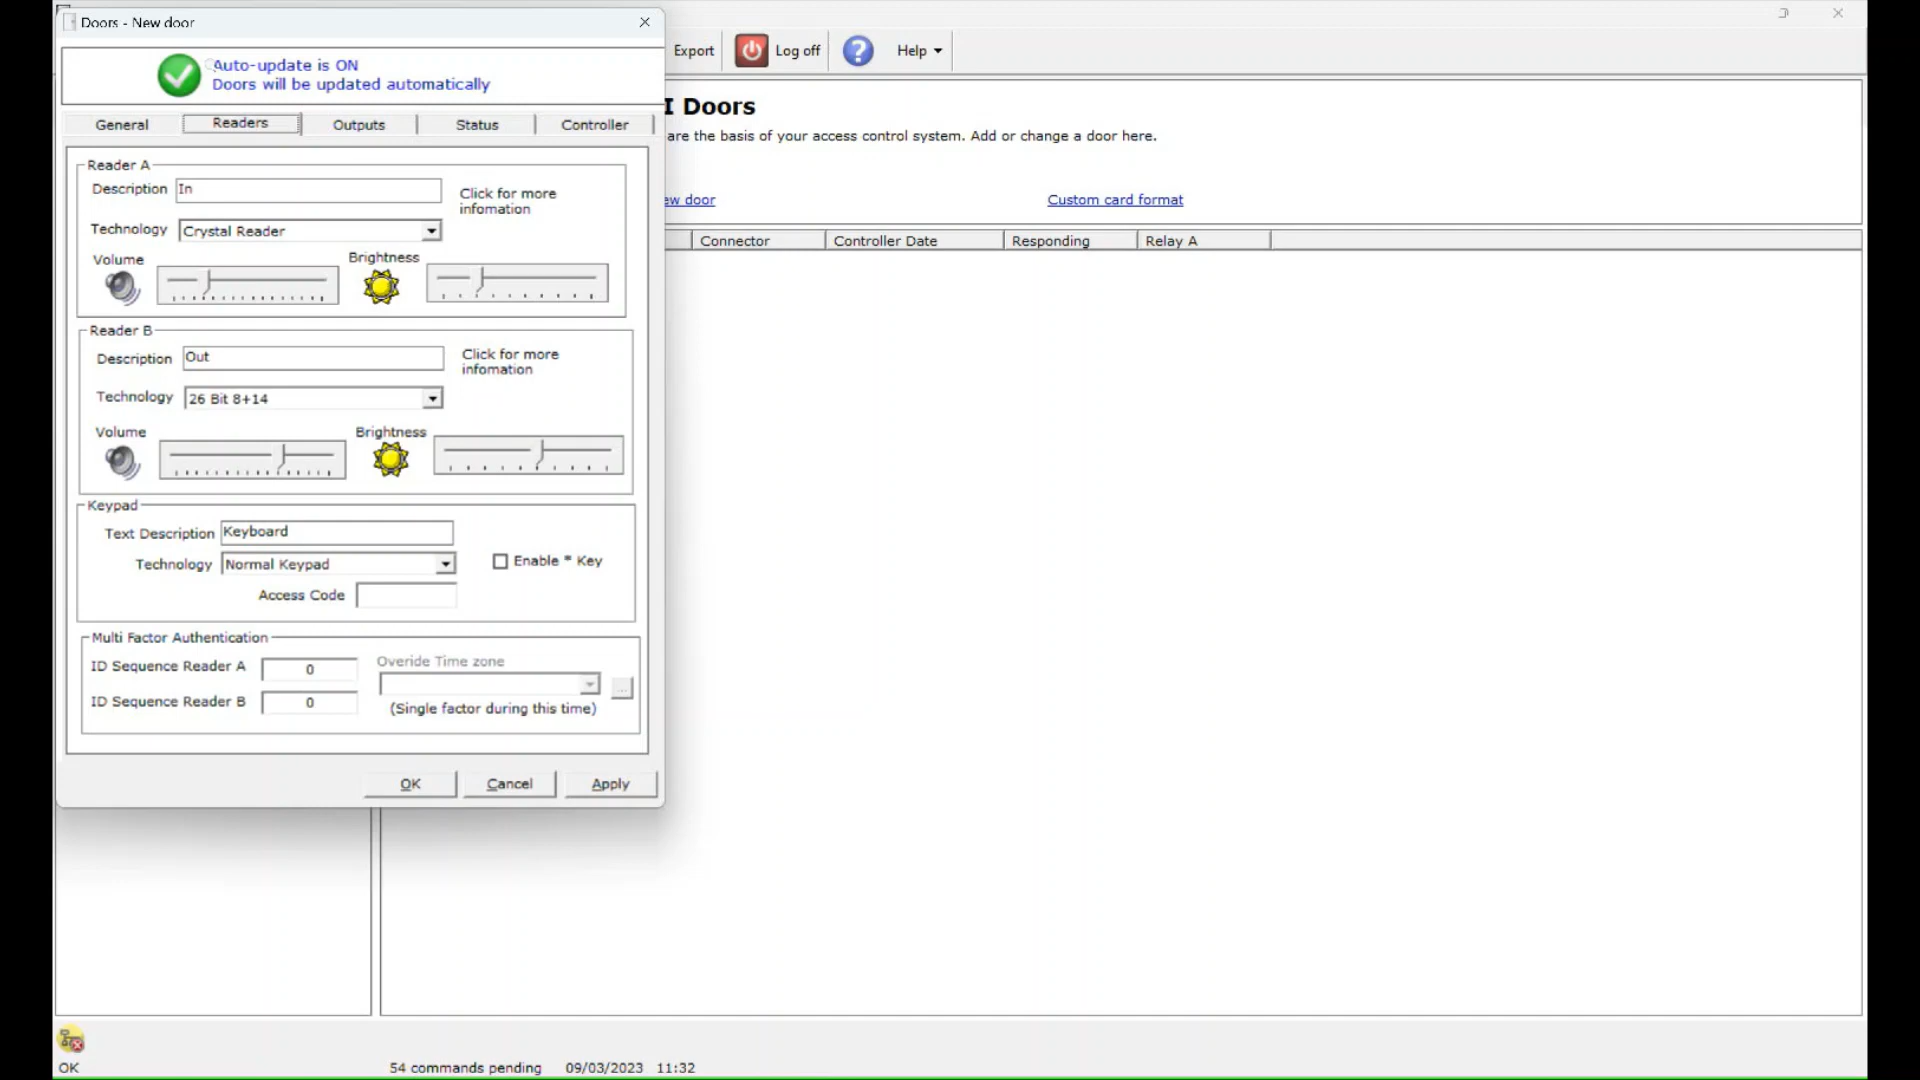 Doors - New door
Auto-update is ON
Doors will be updated automatically
General
Readers
Outputs
Status
Controller
Reader A
Description
In
Click for more
infomation
Technology
Crystal Reader
Volume
Brightness
Reader B
Description
Out
Click for more
infomation
Technology
26 Bit 8+14
Volume
Brightness
Keypad
Text Description
Keyboard
Technology
Normal Keypad
Enable * Key
Access Code
Multi Factor Authentication
ID Sequence Reader A
0
Overide Time zone
...
ID Sequence Reader B
0
(Single factor during this time)
OK
Cancel
Apply
Export
Log off
Help
Doors
are the basis of your access control system. Add or change a door here.
door
Custom card format
Connector
Controller Date
Responding
Relay A
OK
54 commands pending
09/03/2023
11:32